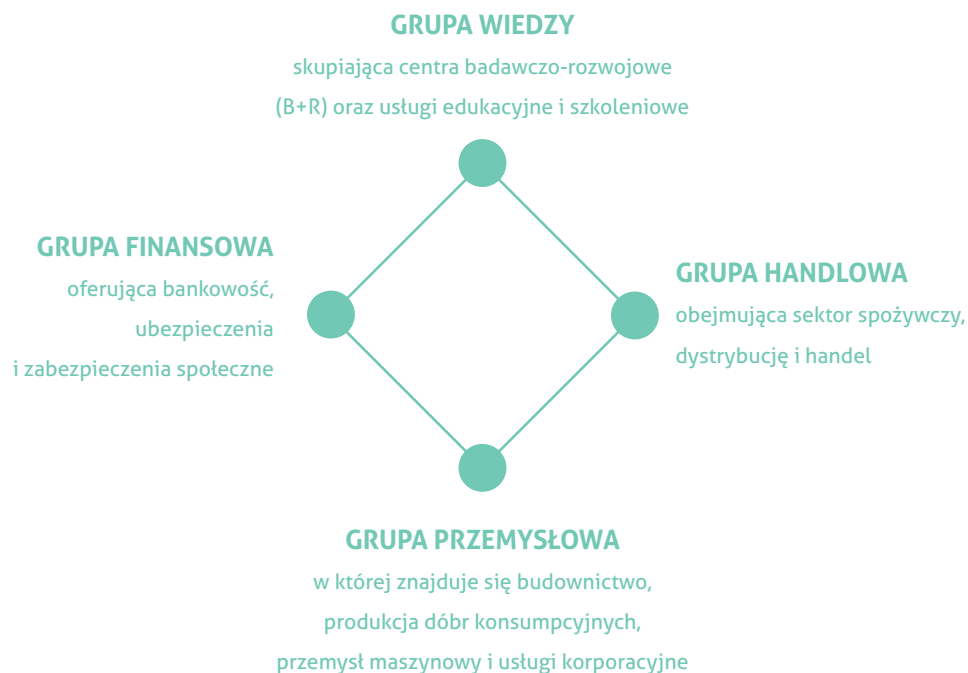 GRUPA WIEDZY
skupiająca centra badawczo-rozwojowe
(B+R) oraz usługi edukacyjne i szkoleniowe
GRUPA FINANSOWA
oferująca bankowość,
ubezpieczenia
i zabezpieczenia społeczne
GRUPA HANDLOWA
obejmująca sektor spożywczy,
dystrybucję i handel
GRUPA PRZEMYSŁOWA
w której znajduje się budownictwo,
produkcja dóbr konsumpcyjnych,
przemysł maszynowy i usługi korporacyjne